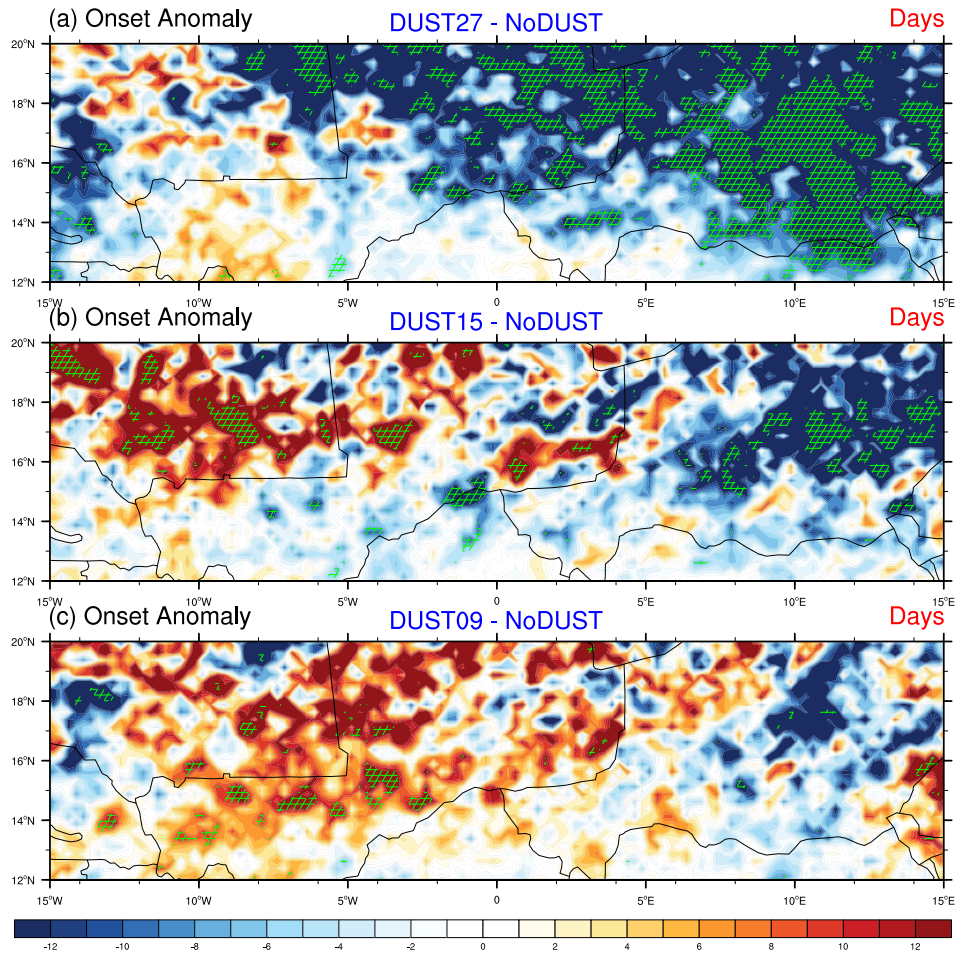 (a) Onset Anomaly DUST27 - NoDUST Days
20°N
18°N
16°N
14°N
12°N
15°W 10°W 5°W 0 5°E 10°E 15°E
(b) Onset Anomaly DUST15 - NoDUST Days
20°N
18°N
16°N
14°N
12°N
15°W 10°W 5°W 0 5°E 10°E 15°E
(c) Onset Anomaly DUST09 - NoDUST Days
20°N
18°N
16°N
14°N
12°N
15°W 10°W 5°W 0 5°E 10°E 15°E
-12 -10 -8 -6 -4 -2 0 2 4 6 8 10 12